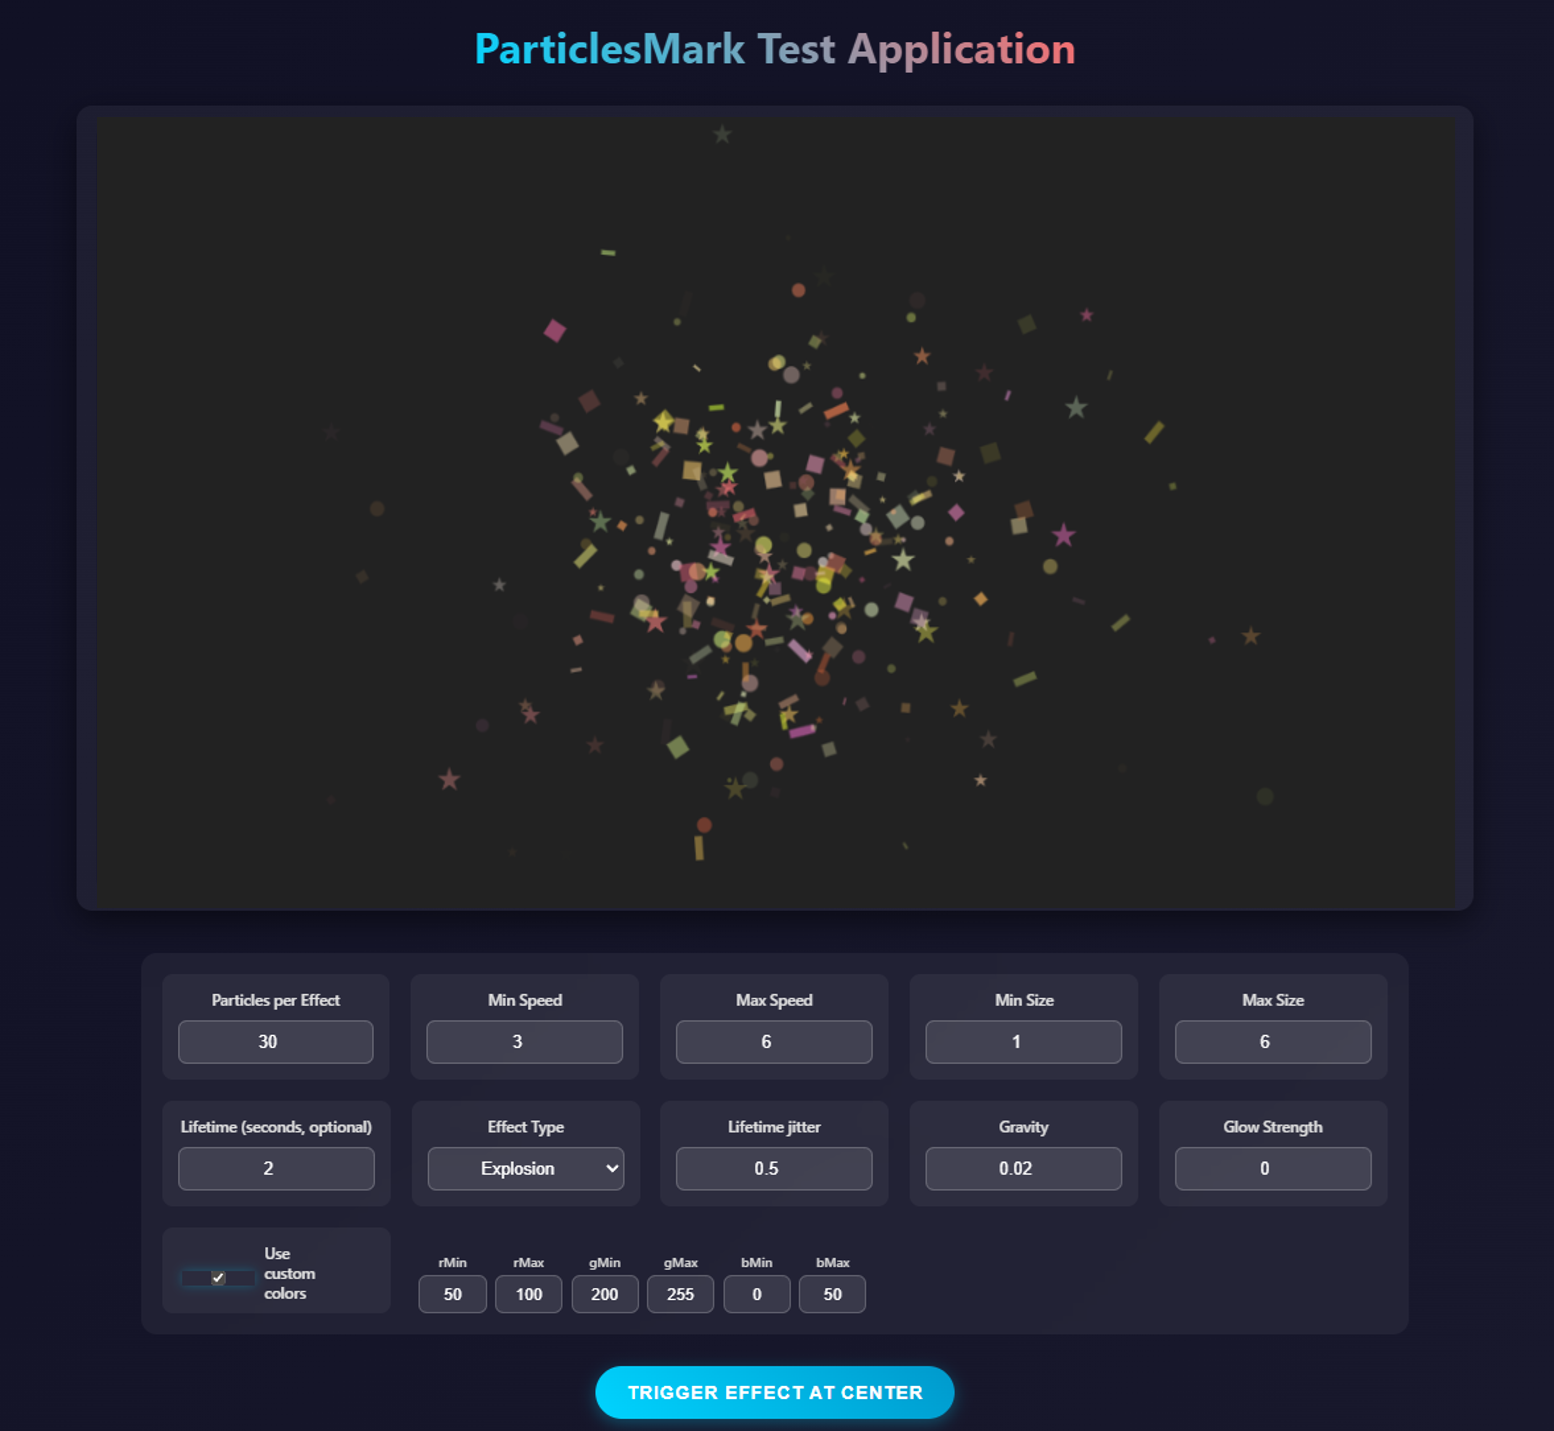 ParticlesMark Test Application
Particles per Effect
30
Min Speed
3
Max Speed
6
Min Size
1
Max Size
6
Lifetime (seconds, optional)
2
Effect Type
Explosion
Lifetime jitter
0.5
Gravity
0.02
Glow Strength
0
Use
custom
colors
rMin
50
rMax
100
gMin
200
gMax
255
bMin
0
bMax
50
TRIGGER EFFECT AT CENTER